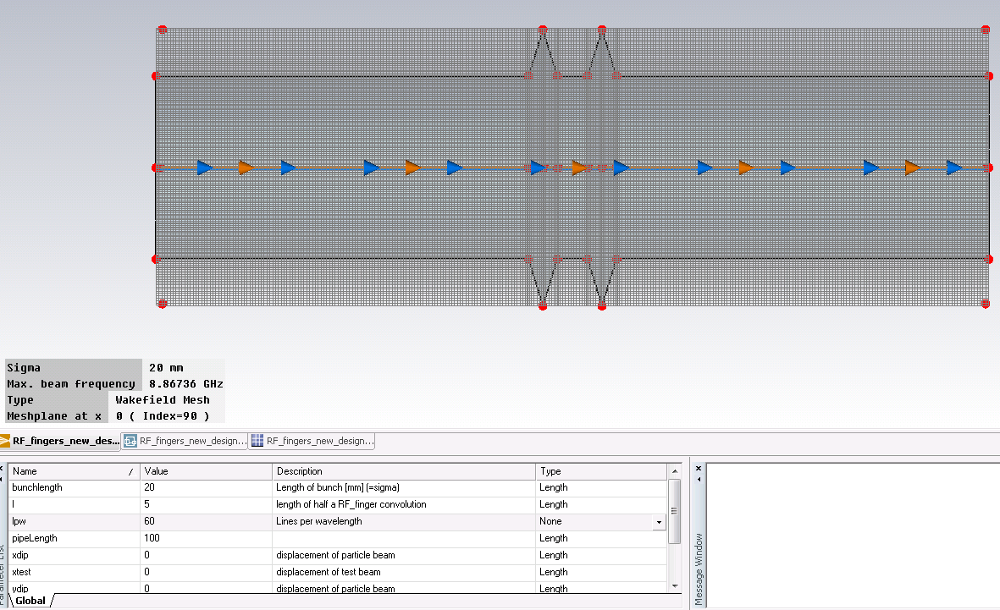 Sigma 20 mm
Max. beam frequency 8.86736 GHz
Type Wakefield Mesh
Meshplane at x 0 ( Index=90 )
RF_fingers_new_des... RF_fingers_new_design... RF_fingers_new_design...
Name / Value Description Type
bunchlength 20 Length of bunch [mm] (=sigma) Length
l 5 length of half a RF_finger convolution Length
lpw 60 Lines per wavelength None
pipeLength 100 Length
xdip 0 displacement of particle beam Length
xtest 0 displacement of test beam Length
ydip 0 displacement of particle beam Length
Global
Parameter List
Message Window